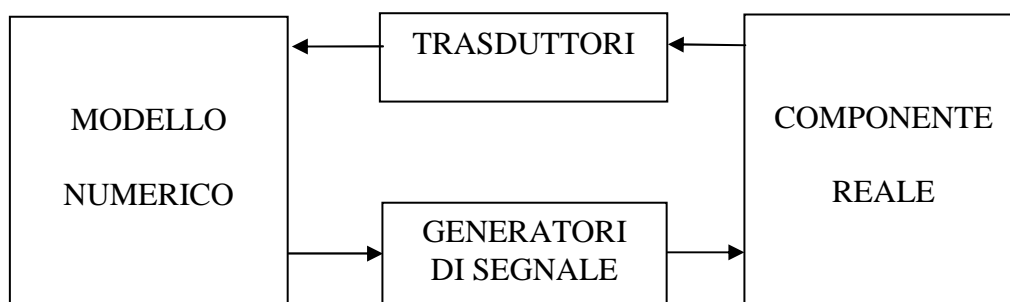 MODELLO
NUMERICO
TRASDUTTORI
GENERATORI
DI SEGNALE
COMPONENTE
REALE